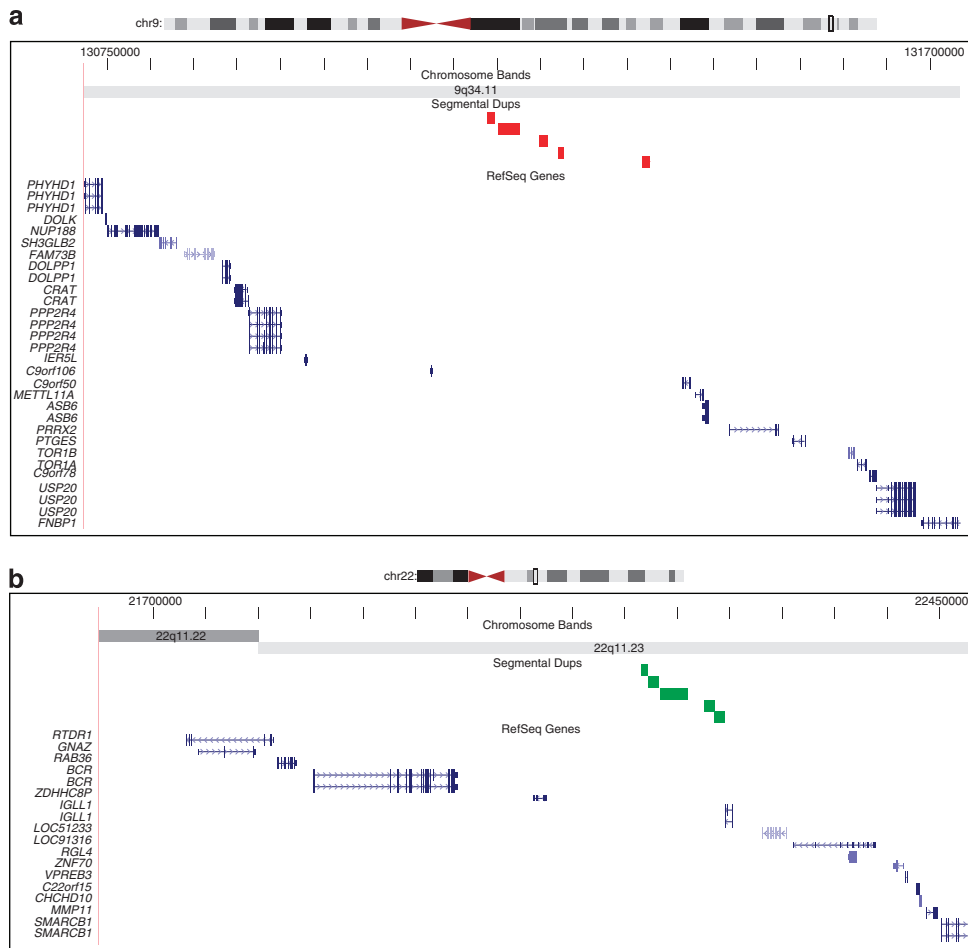 a
chr9:
130750000 131700000
Chromosome Bands
9q34.11
Segmental Dups
RefSeq Genes
PHYHD1
PHYHD1
PHYHD1
DOLK
NUP188
SH3GLB2
FAM73B
DOLPP1
DOLPP1
CRAT
CRAT
PPP2R4
PPP2R4
PPP2R4
PPP2R4
IER5L
C9orf106
C9orf50
METTL11A
ASB6
ASB6
PRRX2
PTGES
TOR1B
TOR1A
C9orf78
USP20
USP20
USP20
FNBP1
b
chr22:
21700000 22450000
Chromosome Bands
22q11.22
22q11.23
Segmental Dups
RefSeq Genes
RTDR1
GNAZ
RAB36
BCR
BCR
ZDHHC8P
IGLL1
IGLL1
LOC51233
LOC91316
RGL4
ZNF70
VPREB3
C22orf15
CHCHD10
MMP11
SMARCB1
SMARCB1